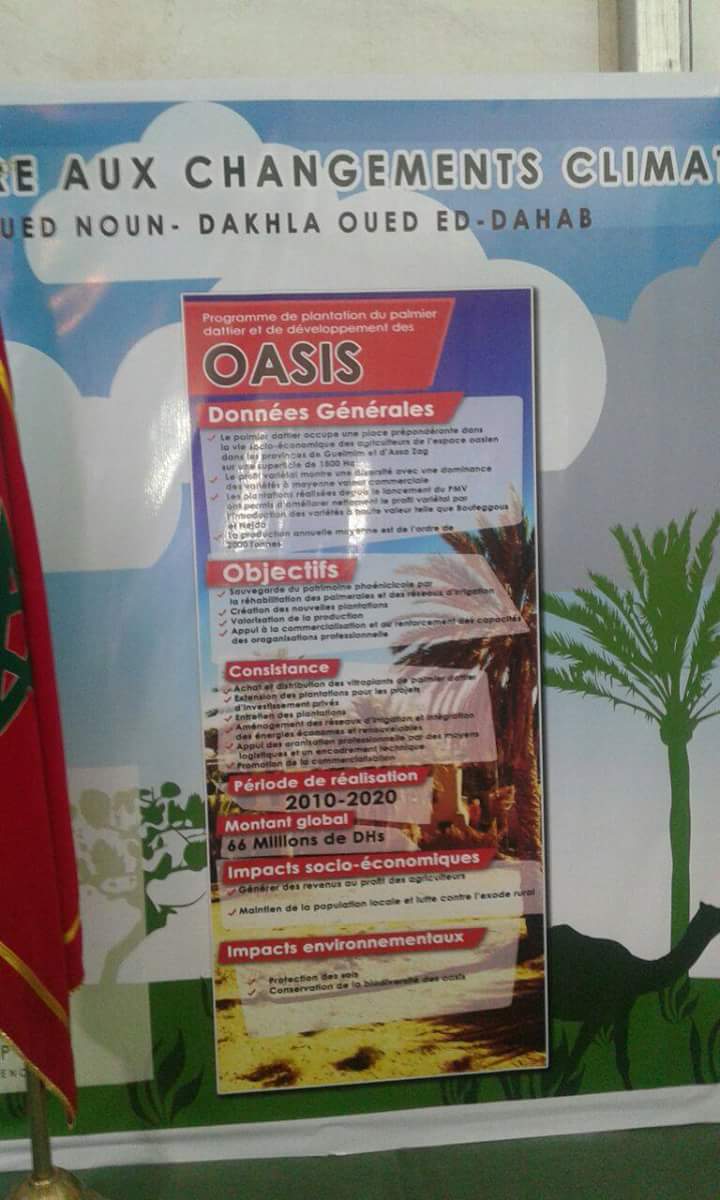 RE AUX CHANGEMENTS CLIMAT
UED NOUN- DAKHLA OUED ED-DAHAB
Programme de plantation du palmier
dattier et de développement des
OASIS
Données Générales
Le palmier dattier occupe une place prépondérante dans
la vie socio-économique des agriculteurs de l'espace oasien
dans les provinces de Guelmim et d'Assa Zag
sur une superficie de 1800 Ha
Le profil variétal montre une diversité avec une dominance
des variétés à moyenne valeur commerciale
Les plantations réalisées depuis le lancement du PMV
ont permis d'améliorer nettement le profil variétal par
l'introduction des variétés à haute valeur telle que Boufeggous
et Nejda
La production annuelle moyenne est de l'ordre de
2000 Tonnes
Objectifs
Sauvegarde du patrimoine phoénicicole par
la réhabilitation des palmeraies et des réseaux d'irrigation
Création des nouvelles plantations
Valorisation de la production
Appui à la commercialisation et au renforcement des capacités
des oraganisations professionnelle
Consistance
Achat et distribution des vitroplants de palmier dattier
Extension des plantations pour les projets
d'investissement privés
Entretien des plantations
Aménagement des réseaux d'irrigation et intégration
des énergies économes et renouvelables
Appui des oranisation professionnelle par des moyens
logistiques et un encadrement technique
Promotion de la commercialisation
Période de réalisation
2010-2020
Montant global
66 Millions de DHs
Impacts socio-économiques
Générer des revenus au profit des agriculteurs
Maintien de la population locale et lutte contre l'exode rural
Impacts environnementaux
Protection des sols
Conservation de la biodiversité des oasis
P
ENC